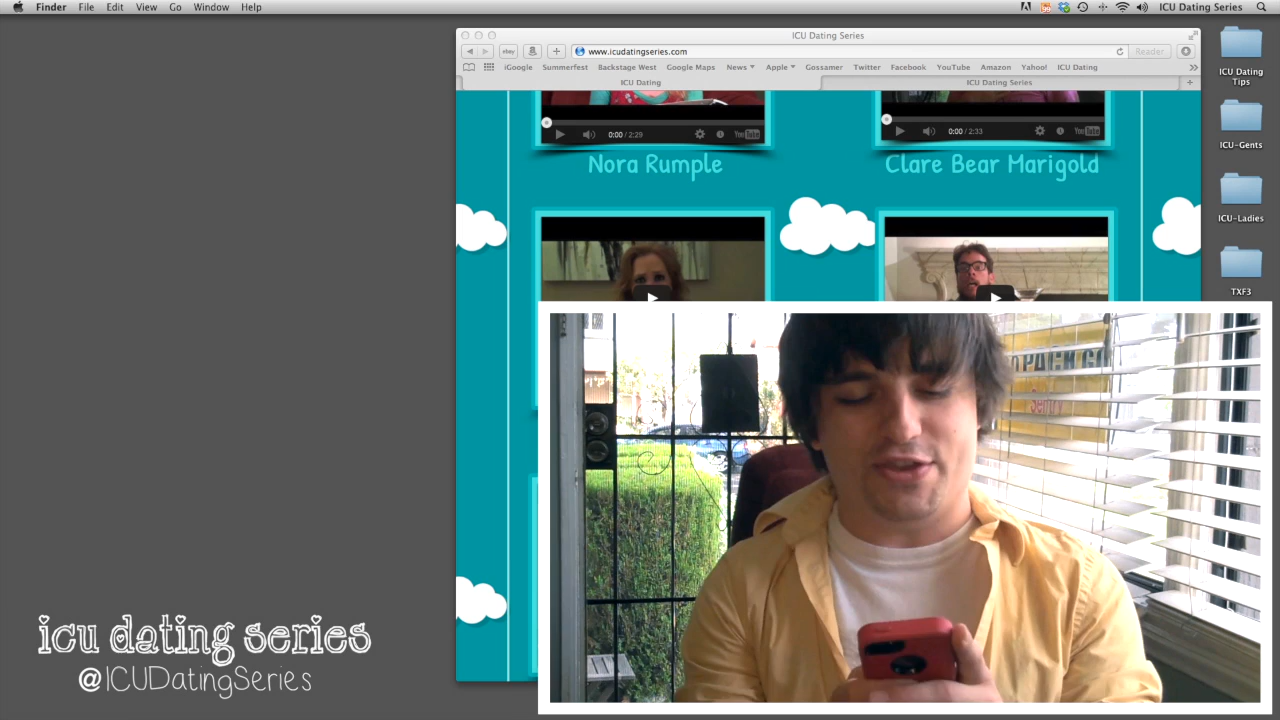 Finder File Edit View Go Window Help ICU Dating Series
ICU Dating Series
ebay www.icudatingseries.com Reader
iGoogle Summerfest Backstage West Google Maps News Apple Gossamer Twitter Facebook YouTube Amazon Yahoo! ICU Dating
ICU Dating ICU Dating Series
0:00 / 2:29 YouTube
0:00 / 2:33 YouTube
Nora Rumple Clare Bear Marigold
ICU Dating
Tips
ICU-Gents
ICU-Ladies
TXF3
icu dating series
@ICUDatingSeries